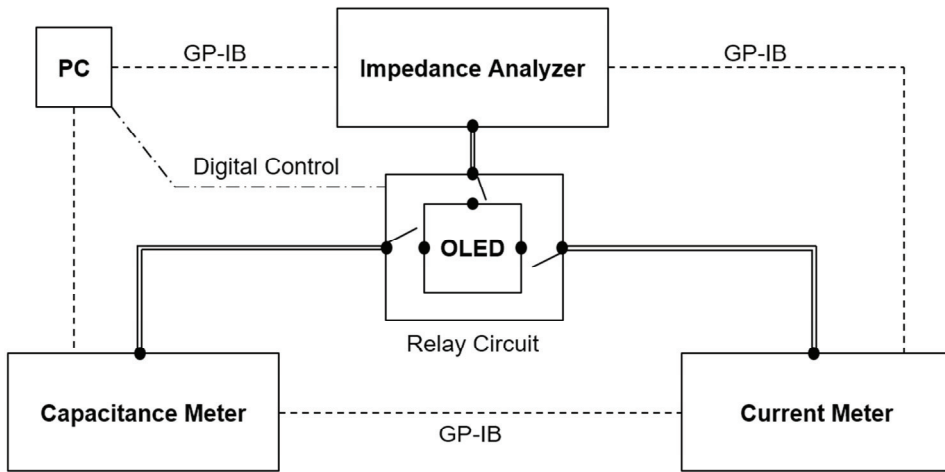 GP-IB
GP-IB
PC
Impedance Analyzer
Digital Control
OLED
Relay Circuit
Capacitance Meter
Current Meter
GP-IB